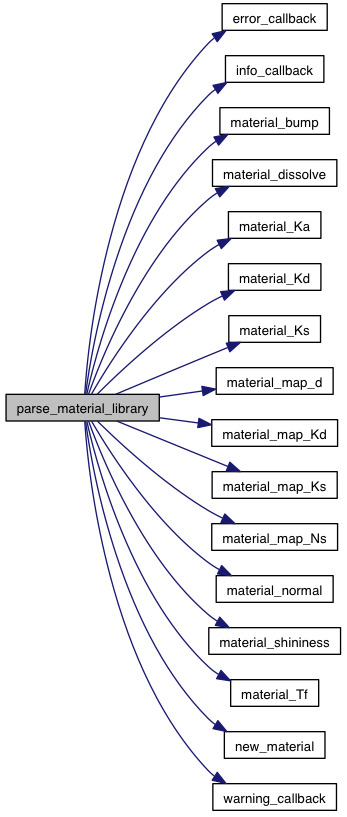 error_callback
info_callback
material_bump
material_dissolve
material_Ka
material_Kd
material_Ks
material_map_d
parse_material_library
material_map_Kd
material_map_Ks
material_map_Ns
material_normal
material_shininess
material_Tf
new_material
warning_callback